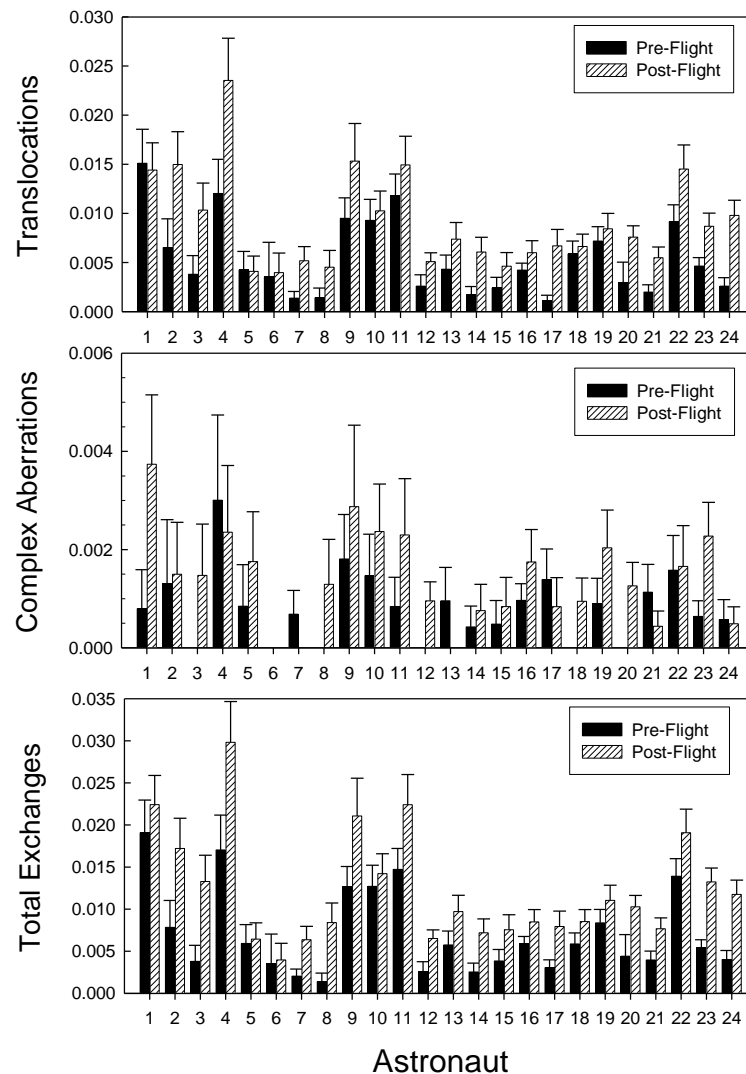 0.030
0.025
0.020
0.015
0.010
0.005
0.000
Translocations
Pre-Flight
Post-Flight
1 2 3 4 5 6 7 8 9 10 11 12 13 14 15 16 17 18 19 20 21 22 23 24
0.006
0.004
0.002
0.000
Complex Aberrations
Pre-Flight
Post-Flight
1 2 3 4 5 6 7 8 9 10 11 12 13 14 15 16 17 18 19 20 21 22 23 24
0.035
0.030
0.025
0.020
0.015
0.010
0.005
0.000
Total Exchanges
Pre-Flight
Post-Flight
1 2 3 4 5 6 7 8 9 10 11 12 13 14 15 16 17 18 19 20 21 22 23 24
Astronaut